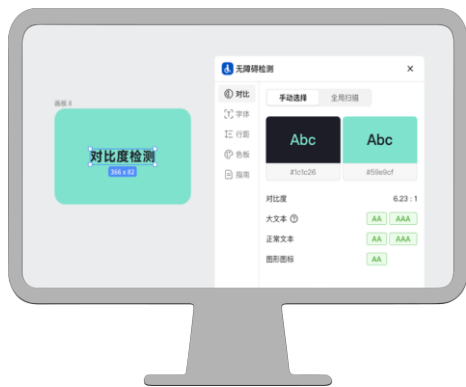 无障碍检测
对比
手动选择
全局扫描
画板 4
字体
行距
Abc
Abc
对比度检测
色板
366 x 82
指南
#1c1c26
#59e9cf
对比度
6.23 : 1
大文本
AA
AAA
正常文本
AA
AAA
图形图标
AA